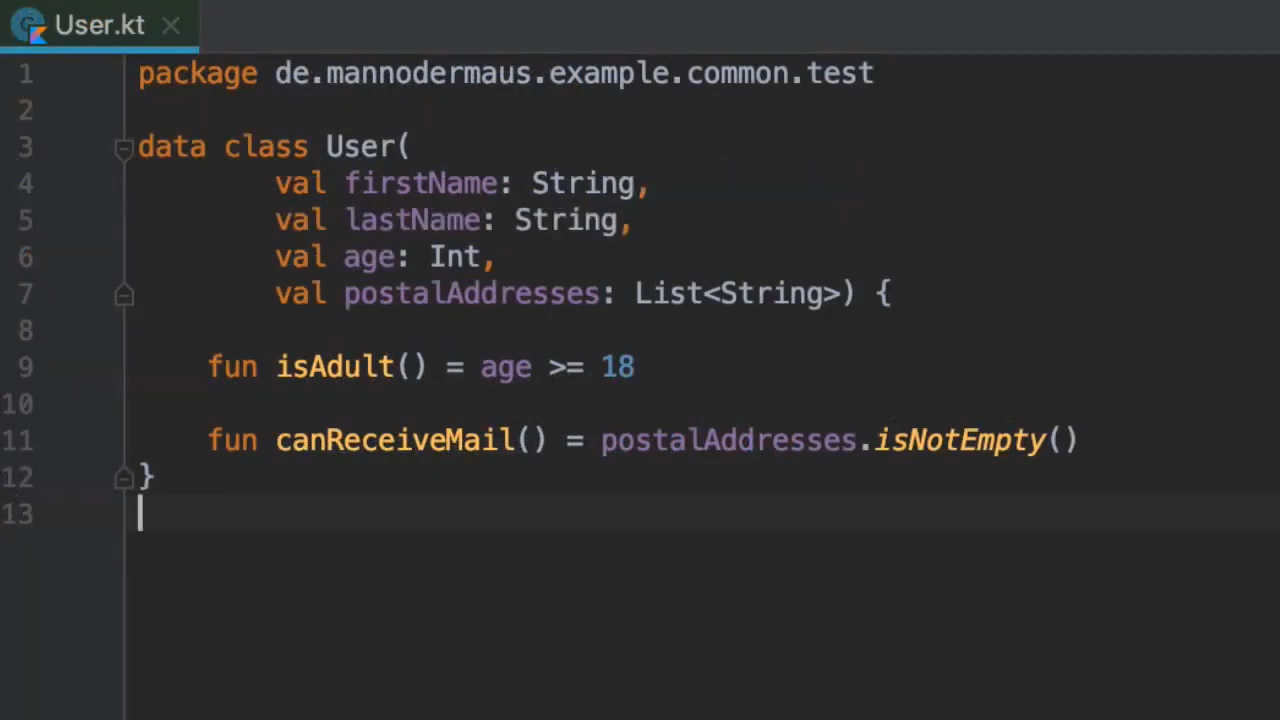 User.kt
1 package de.mannodermaus.example.common.test
2
3 data class User(
4 val firstName: String,
5 val lastName: String,
6 val age: Int,
7 val postalAddresses: List<String>) {
8
9 fun isAdult() = age >= 18
10
11 fun canReceiveMail() = postalAddresses.isNotEmpty()
12 }
13